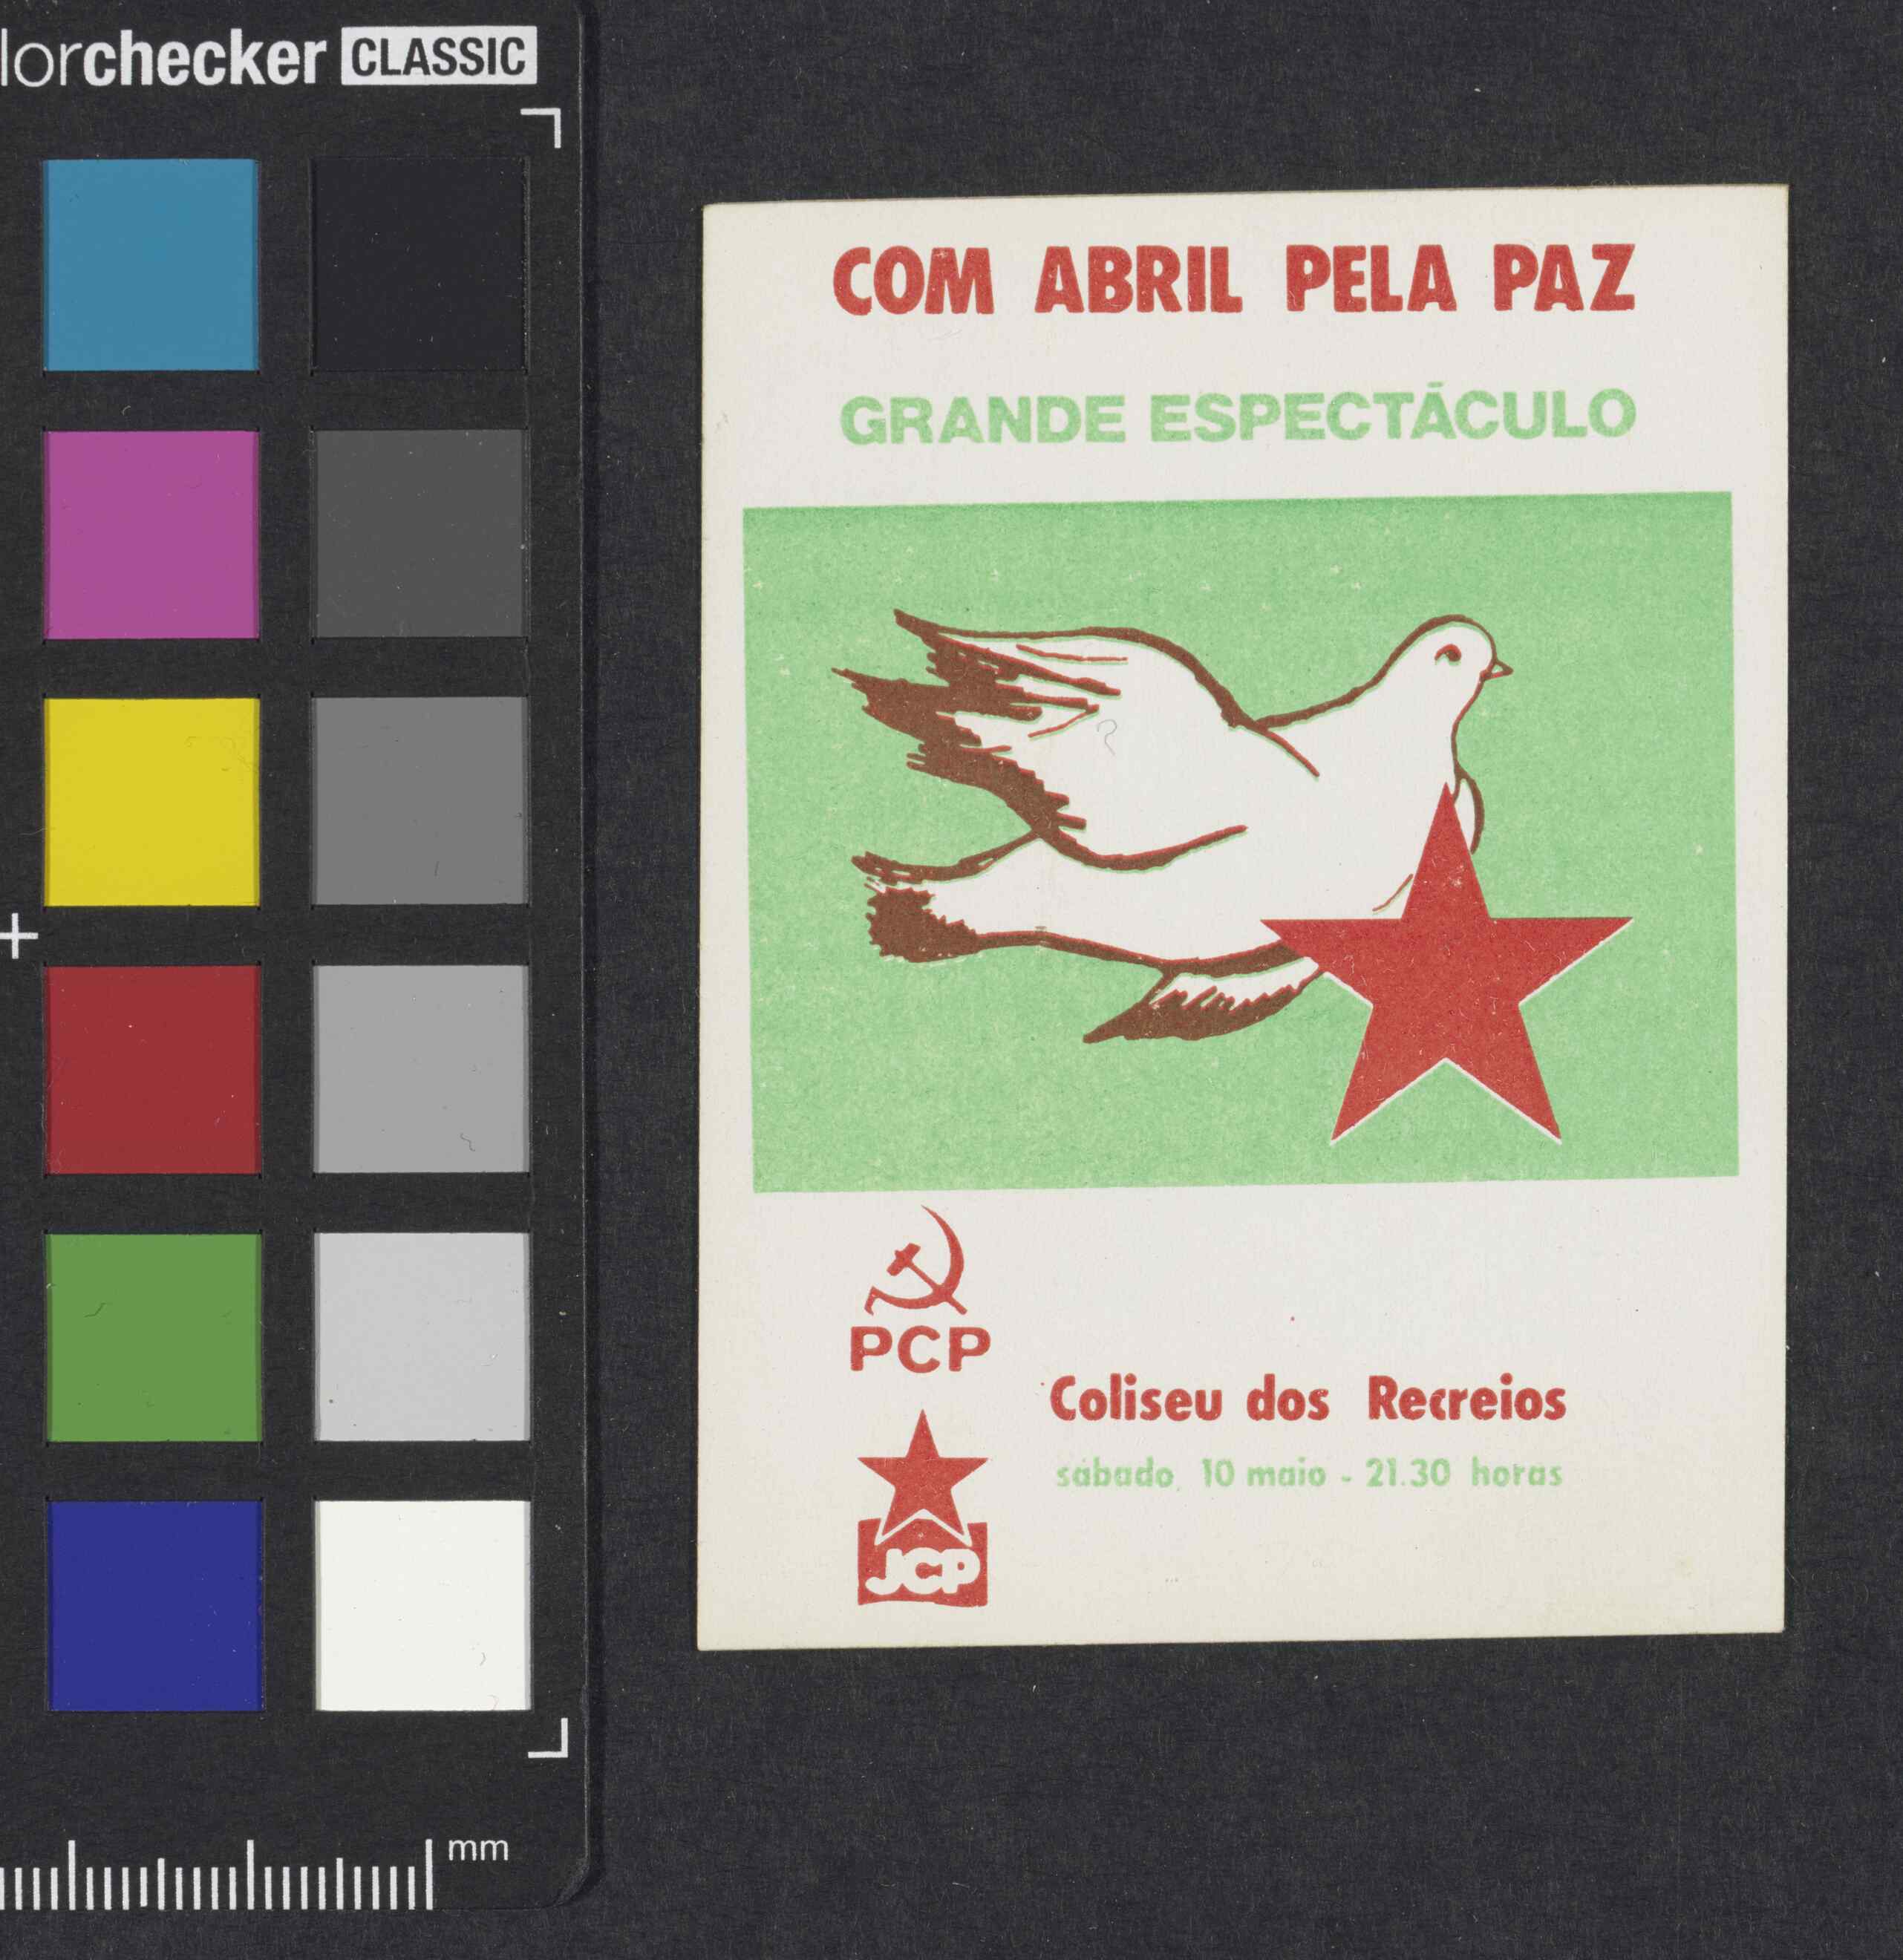 lorchecker CLASSIC
mm
COM ABRIL PELA PAZ
GRANDE ESPECTÁCULO
PCP
Coliseu dos Recreios
sábado, 10 maio - 21.30 horas
JCP